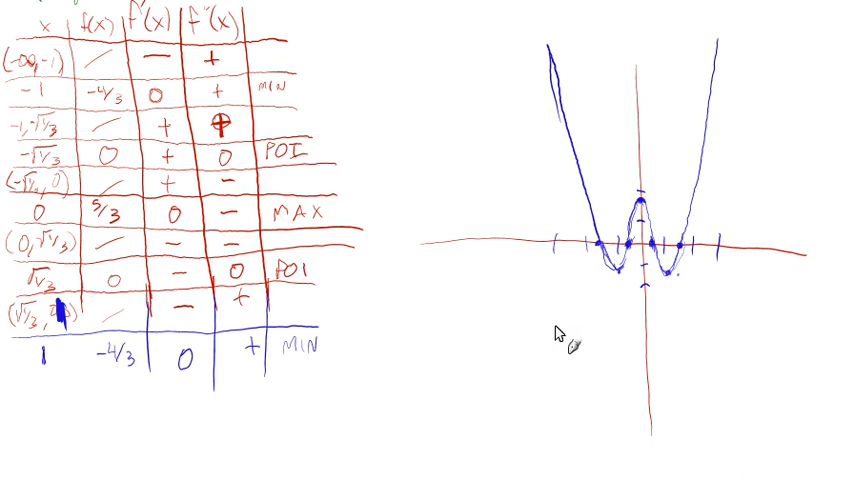 x f(x) f'(x) f''(x)
(-∞,-1) / - +
-1 -4/3 0 + MIN
-1,-√1/3 / + +
-√1/3 0 + 0 POI
(-√1/3, 0) / + -
0 5/3 0 - MAX
(0,√1/3) / - -
√1/3 0 - 0 POI
(√1/3, / - +
1 -4/3 0 + MIN